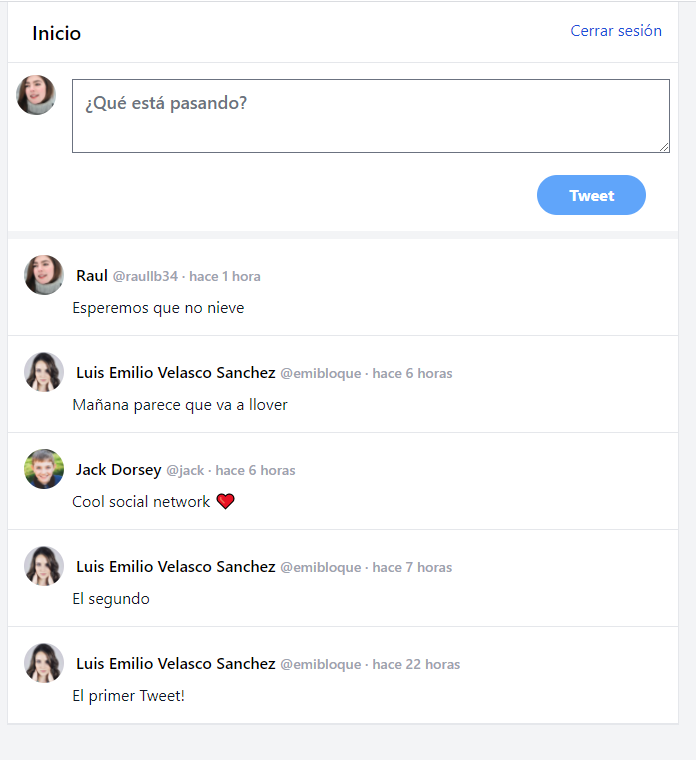 Inicio
Cerrar sesión
¿Qué está pasando?
Tweet
Raul @raullb34 · hace 1 hora
Esperemos que no nieve
Luis Emilio Velasco Sanchez @emibloque · hace 6 horas
Mañana parece que va a llover
Jack Dorsey @jack · hace 6 horas
Cool social network ❤️
Luis Emilio Velasco Sanchez @emibloque · hace 7 horas
El segundo
Luis Emilio Velasco Sanchez @emibloque · hace 22 horas
El primer Tweet!